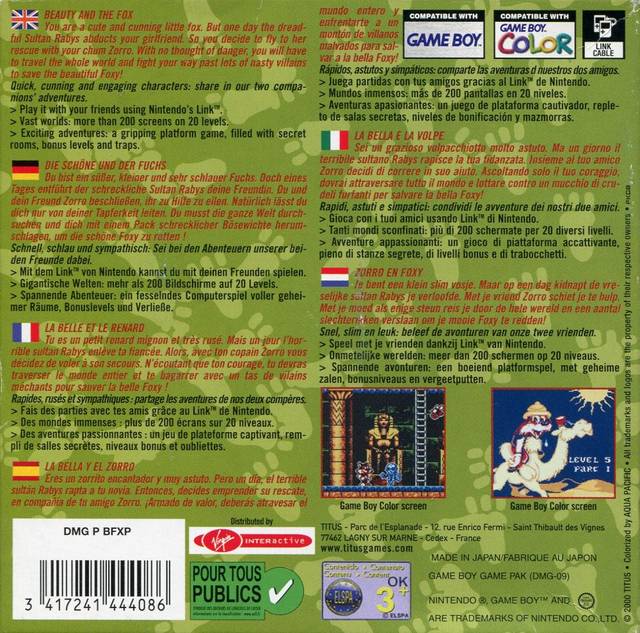 BEAUTY AND THE FOX
You are a cute and cunning little fox. But one day the dread-
ful Sultan Rabys abducts your girlfriend. So you decide to fly to her
rescue with your chum Zorro. With no thought of danger, you will have
to travel the whole world and fight your way past lots of nasty villains
to save the beautiful Foxy!
Quick, cunning and engaging characters: share in our two compa-
nions' adventures.
> Play it with your friends using Nintendo's Link™.
> Vast worlds: more than 200 screens on 20 levels.
> Exciting adventures: a gripping platform game, filled with secret
rooms, bonus levels and traps.
DIE SCHÖNE UND DER FUCHS
Du bist ein süßer, kleiner und sehr schlauer Fuchs. Doch eines
Tages entführt der schreckliche Sultan Rabys deine Freundin. Du und
dein Freund Zorro beschließen, ihr zu Hilfe zu eilen. Natürlich lässt du
dich nur von deiner Tapferkeit leiten. Du musst die ganze Welt durch-
suchen und dich mit einem Pack schrecklicher Bösewichte herum-
schlagen, um die schöne Foxy zu retten !
Schnell, schlau und sympathisch: Sei bei den Abenteuern unserer bei-
den Freunde dabei.
> Mit dem Link™ von Nintendo kannst du mit deinen Freunden spielen.
> Gigantische Welten: mehr als 200 Bildschirme auf 20 Levels.
> Spannende Abenteuer: ein fesselndes Computerspiel voller gehei-
mer Räume, Bonuslevels und Verließe.
LA BELLE ET LE RENARD
Tu es un petit renard mignon et très rusé. Mais un jour l'hor-
rible sultan Rabys enlève ta fiancée. Alors, avec ton copain Zorro vous
décidez de voler à son secours. N'écoutant que ton courage, tu devras
traverser le monde entier et te bagarrer avec un tas de vilains
méchants pour sauver la belle Foxy !
Rapides, rusés et sympathiques : partage les aventures de nos deux compères.
> Fais des parties avec tes amis grâce au Link™ de Nintendo.
> Des mondes immenses : plus de 200 écrans sur 20 niveaux.
> Des aventures passionnantes : un jeu de plateforme captivant, rem-
pli de salles secrètes, niveaux bonus et oubliettes.
LA BELLA Y EL ZORRO
Eres un zorrito encantador y muy astuto. Pero un día, el terrible
sultán Rabys rapta a tu novia. Entonces, decides emprender su rescate,
en compañía de tu amigo Zorro. ¡Armado de valor, deberás atravesar el
mundo entero y
enfrentarte a un
montón de villanos
malvados para sal-
var a la bella Foxy!
Rápidos, astutos y simpáticos: comparte las aventuras de nuestros dos amigos.
> Juega partidas con tus amigos gracias al Link™ de Nintendo.
> Mundos inmensos: más de 200 pantallas en 20 niveles.
> Aventuras apasionantes: un juego de plataforma cautivador, reple-
to de salas secretas, niveles de bonificación y mazmorras.
LA BELLA E LA VOLPE
Sei un grazioso volpacchiotto molto astuto. Ma un giorno il
terribile sultano Rabys rapisce la tua fidanzata. Insieme al tuo amico
Zorro decidi di correre in suo aiuto. Ascoltando solo il tuo coraggio,
dovrai attraversare tutto il mondo e lottare contro un mucchio di cru-
deli furfanti per salvare la bella Foxy!
Rapidi, astuti e simpatici: condividi le avventure dei nostri due amici.
> Gioca con i tuoi amici usando Link™ di Nintendo.
> Tanti mondi sconfinati: più di 200 schermate per 20 diversi livelli.
> Avventure appassionanti: un gioco di piattaforma accattivante,
pieno di stanze segrete, di livelli bonus e di trabocchetti.
ZORRO EN FOXY
Je bent een klein slim vosje. Maar op een dag kidnapt de vre-
selijke sultan Rabys je verloofde. Met je vriend Zorro schiet je te hulp.
Met je moed als enige steun reis je door de hele wereld en een aantal
slechteriken verslaan om je mooie Foxy te redden!
Snel, slim en leuk: beleef de avonturen van onze twee vrienden.
> Speel met je vrienden dankzij Link™ van Nintendo.
> Onmetelijke werelden: meer dan 200 schermen op 20 niveaus.
> Spannende avonturen: een boeiend platformspel, met geheime
zalen, bonusniveaus en vergeetputten.
COMPATIBLE WITH
GAME BOY
COMPATIBLE WITH
GAME BOY
COLOR
LINK
CABLE
Game Boy Color screen
LEVEL 5
PART 1
Game Boy Color screen
DMG P BFXP
3 417241 444086
Distributed by
Virgin INTERactive
POUR TOUS
PUBLICS
ELSPA
OK
3+
© ELSPA
TITUS - Parc de l'Esplanade - 12, rue Enrico Fermi - Saint Thibault des Vignes
77462 LAGNY SUR MARNE - Cedex - France
www.titusgames.com
MADE IN JAPAN/FABRIQUE AU JAPON
GAME BOY GAME PAK (DMG-09)
NINTENDO ®, GAME BOY™ AND
ARE TRADEMARKS OF NINTENDO CO.,LTD.
© 2000 TITUS • Colorized by AQUA PACIFIC • All trademarks and logos are the property of their respective owners